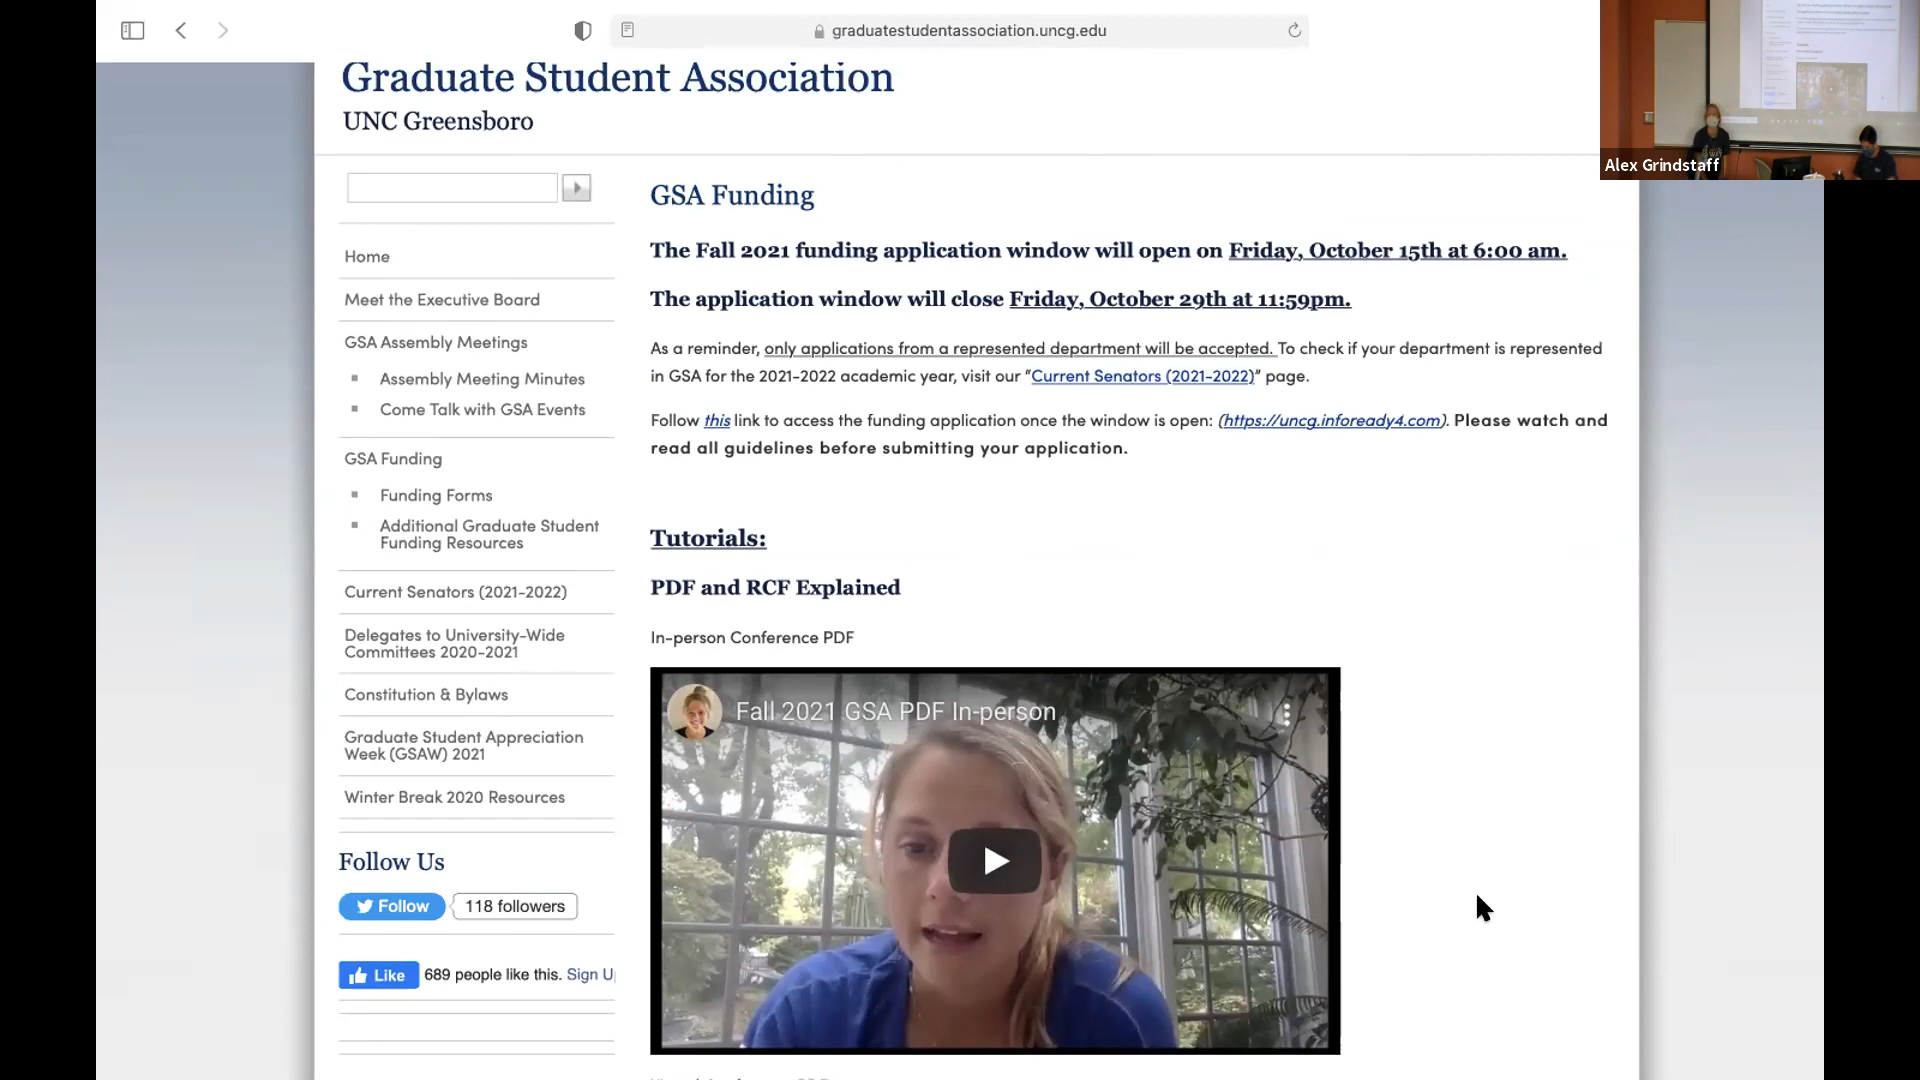 graduatestudentassociation.uncg.edu
Graduate Student Association
UNC Greensboro
Alex Grindstaff
Home
Meet the Executive Board
GSA Assembly Meetings
Assembly Meeting Minutes
Come Talk with GSA Events
GSA Funding
Funding Forms
Additional Graduate Student
Funding Resources
Current Senators (2021-2022)
Delegates to University-Wide
Committees 2020-2021
Constitution & Bylaws
Graduate Student Appreciation
Week (GSAW) 2021
Winter Break 2020 Resources
Follow Us
Follow 118 followers
Like 689 people like this. Sign U
GSA Funding
The Fall 2021 funding application window will open on Friday, October 15th at 6:00 am.
The application window will close Friday, October 29th at 11:59pm.
As a reminder, only applications from a represented department will be accepted. To check if your department is represented
in GSA for the 2021-2022 academic year, visit our “Current Senators (2021-2022)” page.
Follow this link to access the funding application once the window is open: (https://uncg.infoready4.com). Please watch and
read all guidelines before submitting your application.
Tutorials:
PDF and RCF Explained
In-person Conference PDF
Fall 2021 GSA PDF In-person